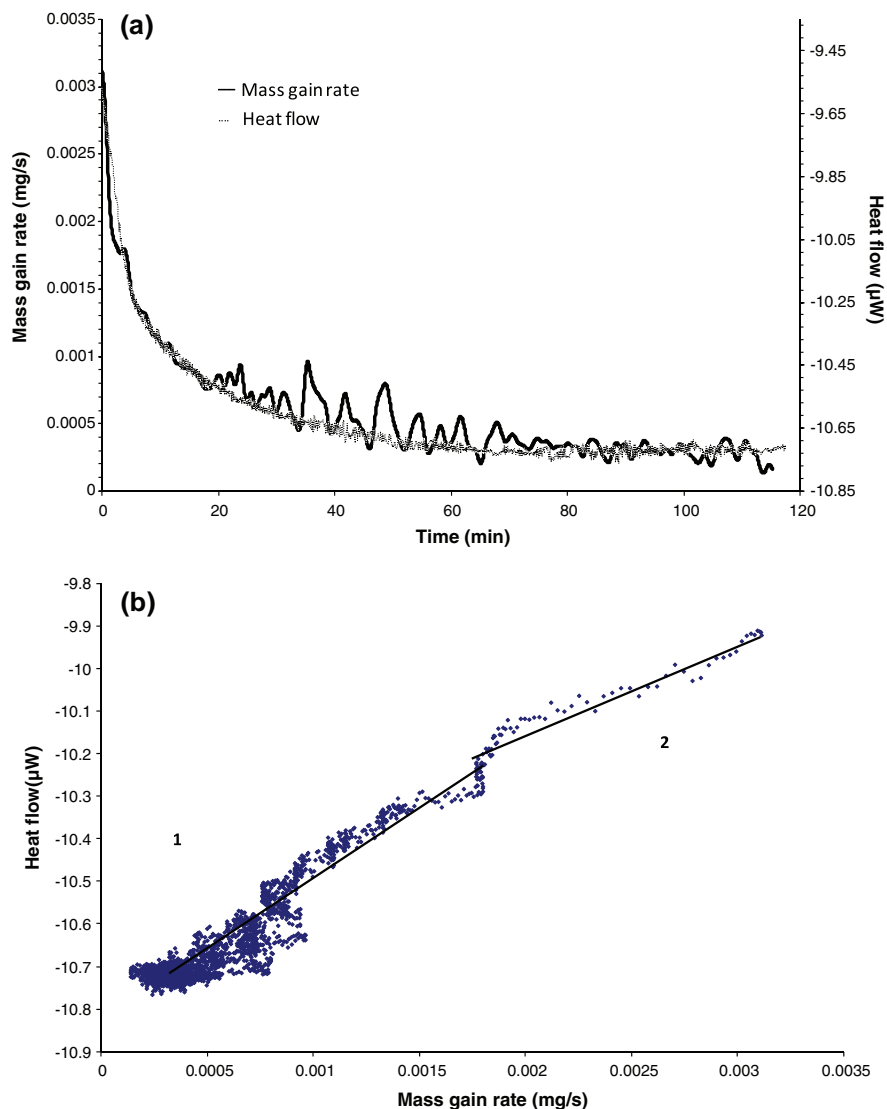 (a)
Mass gain rate
Heat flow
0.0035
0.003
0.0025
0.002
0.0015
0.001
0.0005
0
Mass gain rate (mg/s)
-9.45
-9.65
-9.85
-10.05
-10.25
-10.45
-10.65
-10.85
Heat flow (µW)
0 20 40 60 80 100 120
Time (min)
(b)
-9.8
-9.9
-10
-10.1
-10.2
-10.3
-10.4
-10.5
-10.6
-10.7
-10.8
-10.9
Heat flow(µW)
1
2
0 0.0005 0.001 0.0015 0.002 0.0025 0.003 0.0035
Mass gain rate (mg/s)